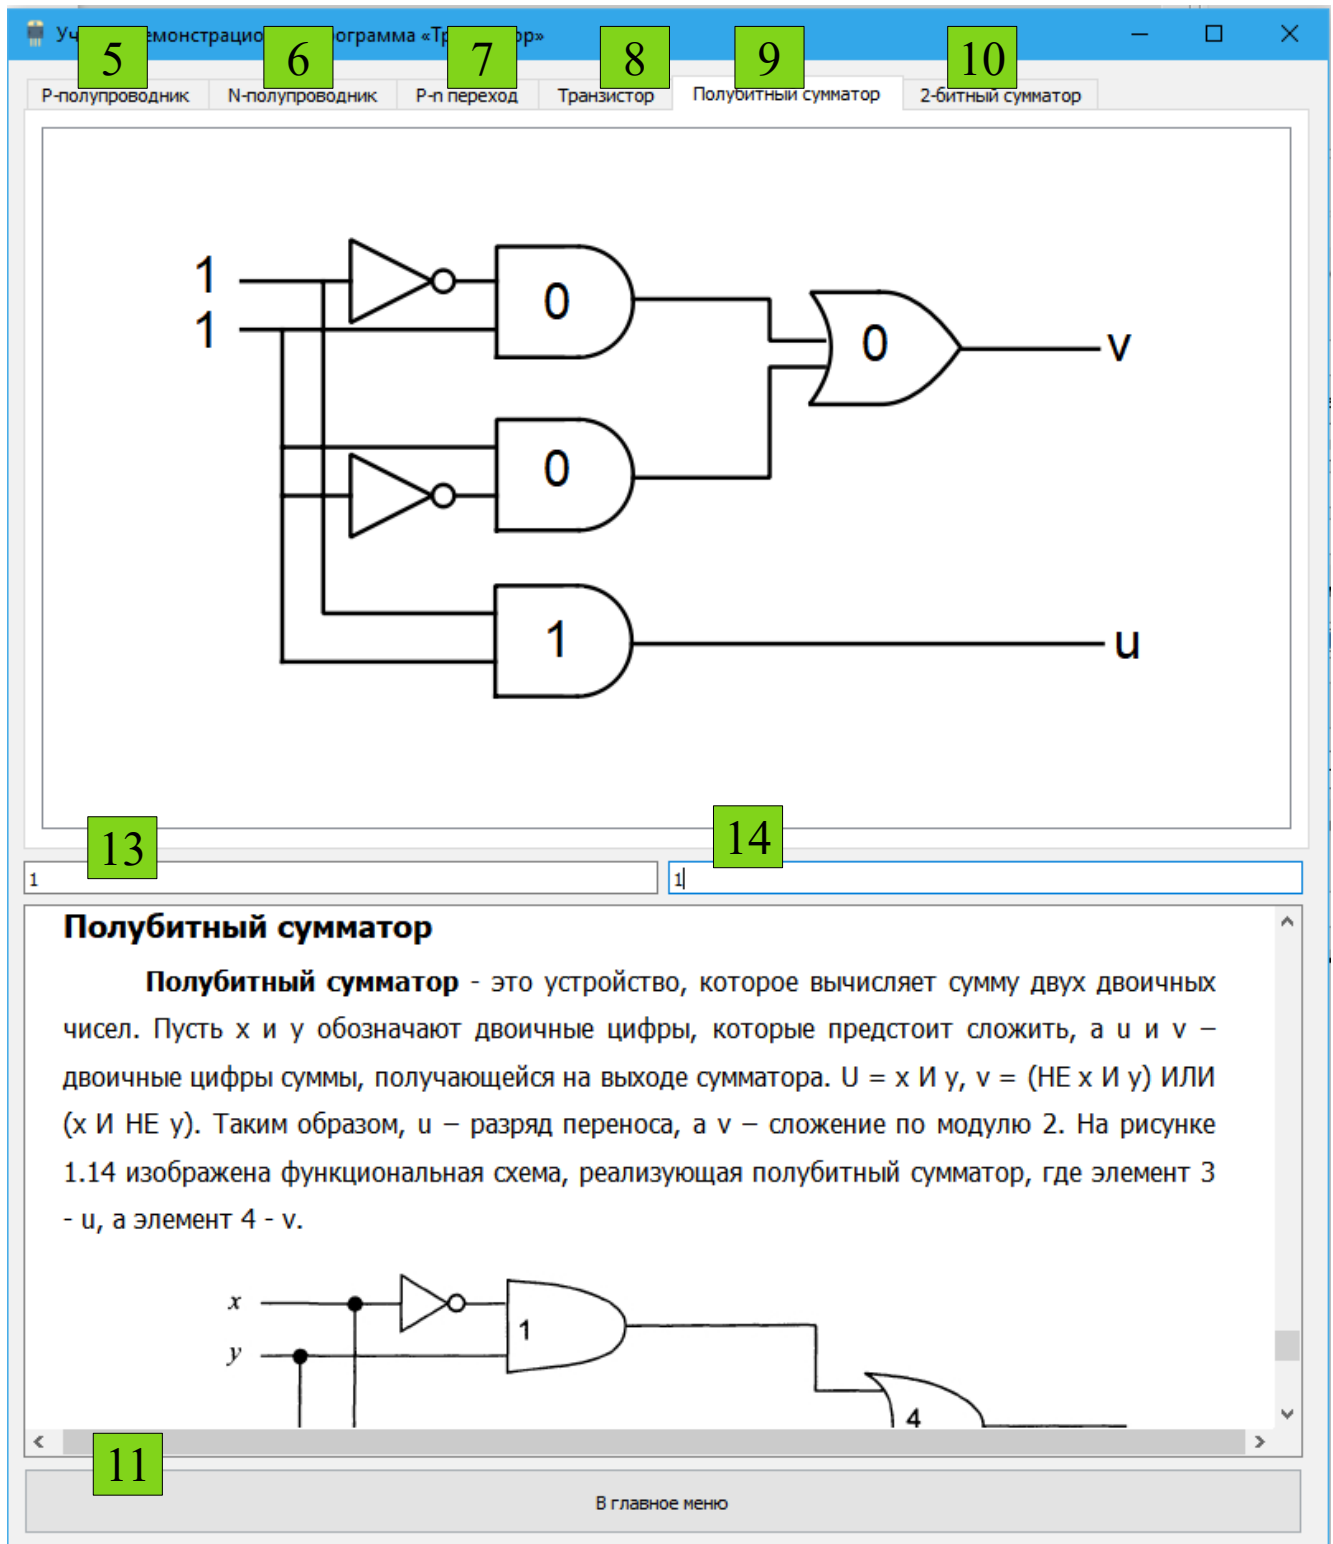 5 6 7 8 9 10
P-полупроводник N-полупроводник P-n переход Транзистор Полубитный сумматор 2-битный сумматор
1
1
0
0
v
0
1
u
13 14
1 1
Полубитный сумматор
Полубитный сумматор - это устройство, которое вычисляет сумму двух двоичных
чисел. Пусть x и y обозначают двоичные цифры, которые предстоит сложить, а u и v –
двоичные цифры суммы, получающейся на выходе сумматора. U = x И y, v = (НЕ x И y) ИЛИ
(x И НЕ y). Таким образом, u – разряд переноса, а v – сложение по модулю 2. На рисунке
1.14 изображена функциональная схема, реализующая полубитный сумматор, где элемент 3
- u, а элемент 4 - v.
x
1
y
4
11
В главное меню